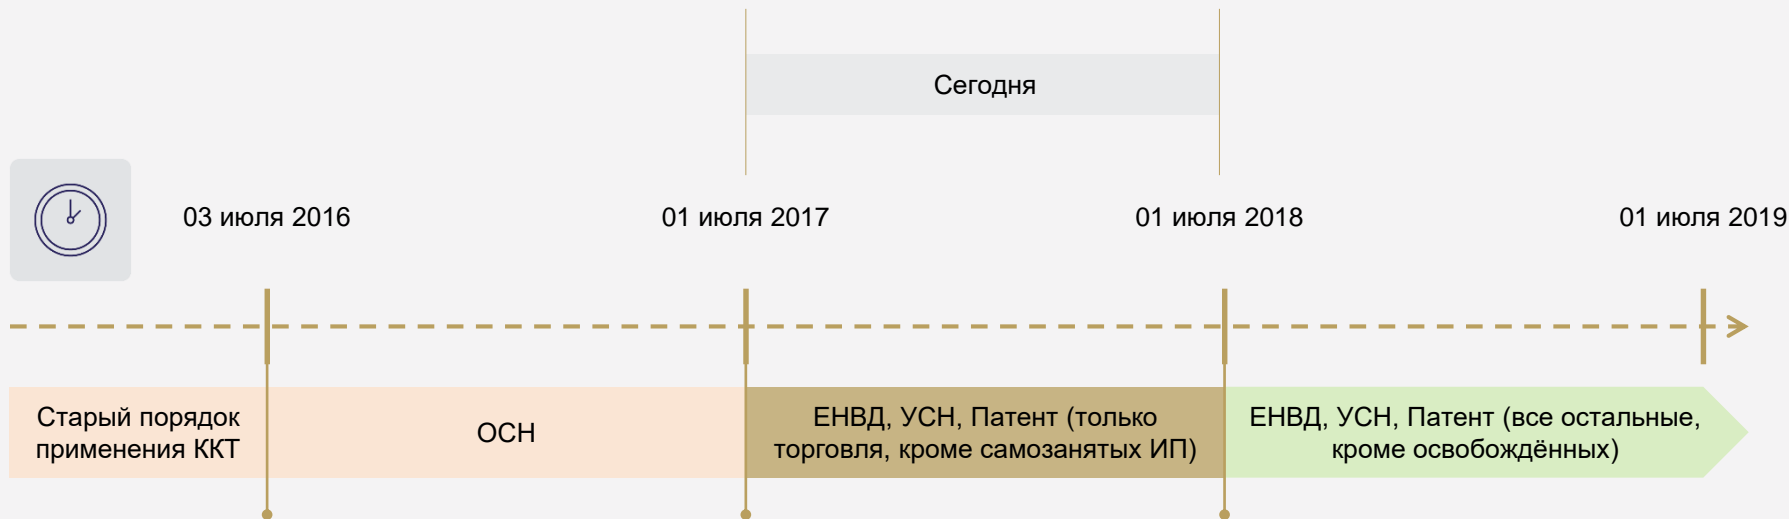 Сегодня
03 июля 2016
01 июля 2017
01 июля 2018
01 июля 2019
Старый порядок
применения ККТ
ОСН
ЕНВД, УСН, Патент (только
торговля, кроме самозанятых ИП)
ЕНВД, УСН, Патент (все остальные,
кроме освобождённых)